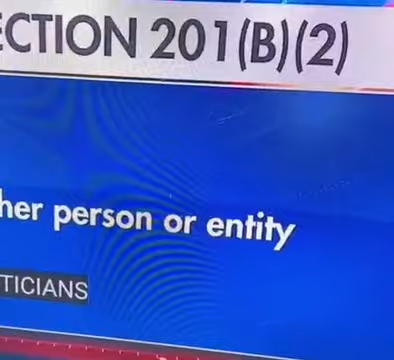 ECTION 201(B)(2)
her person or entity
TICIANS